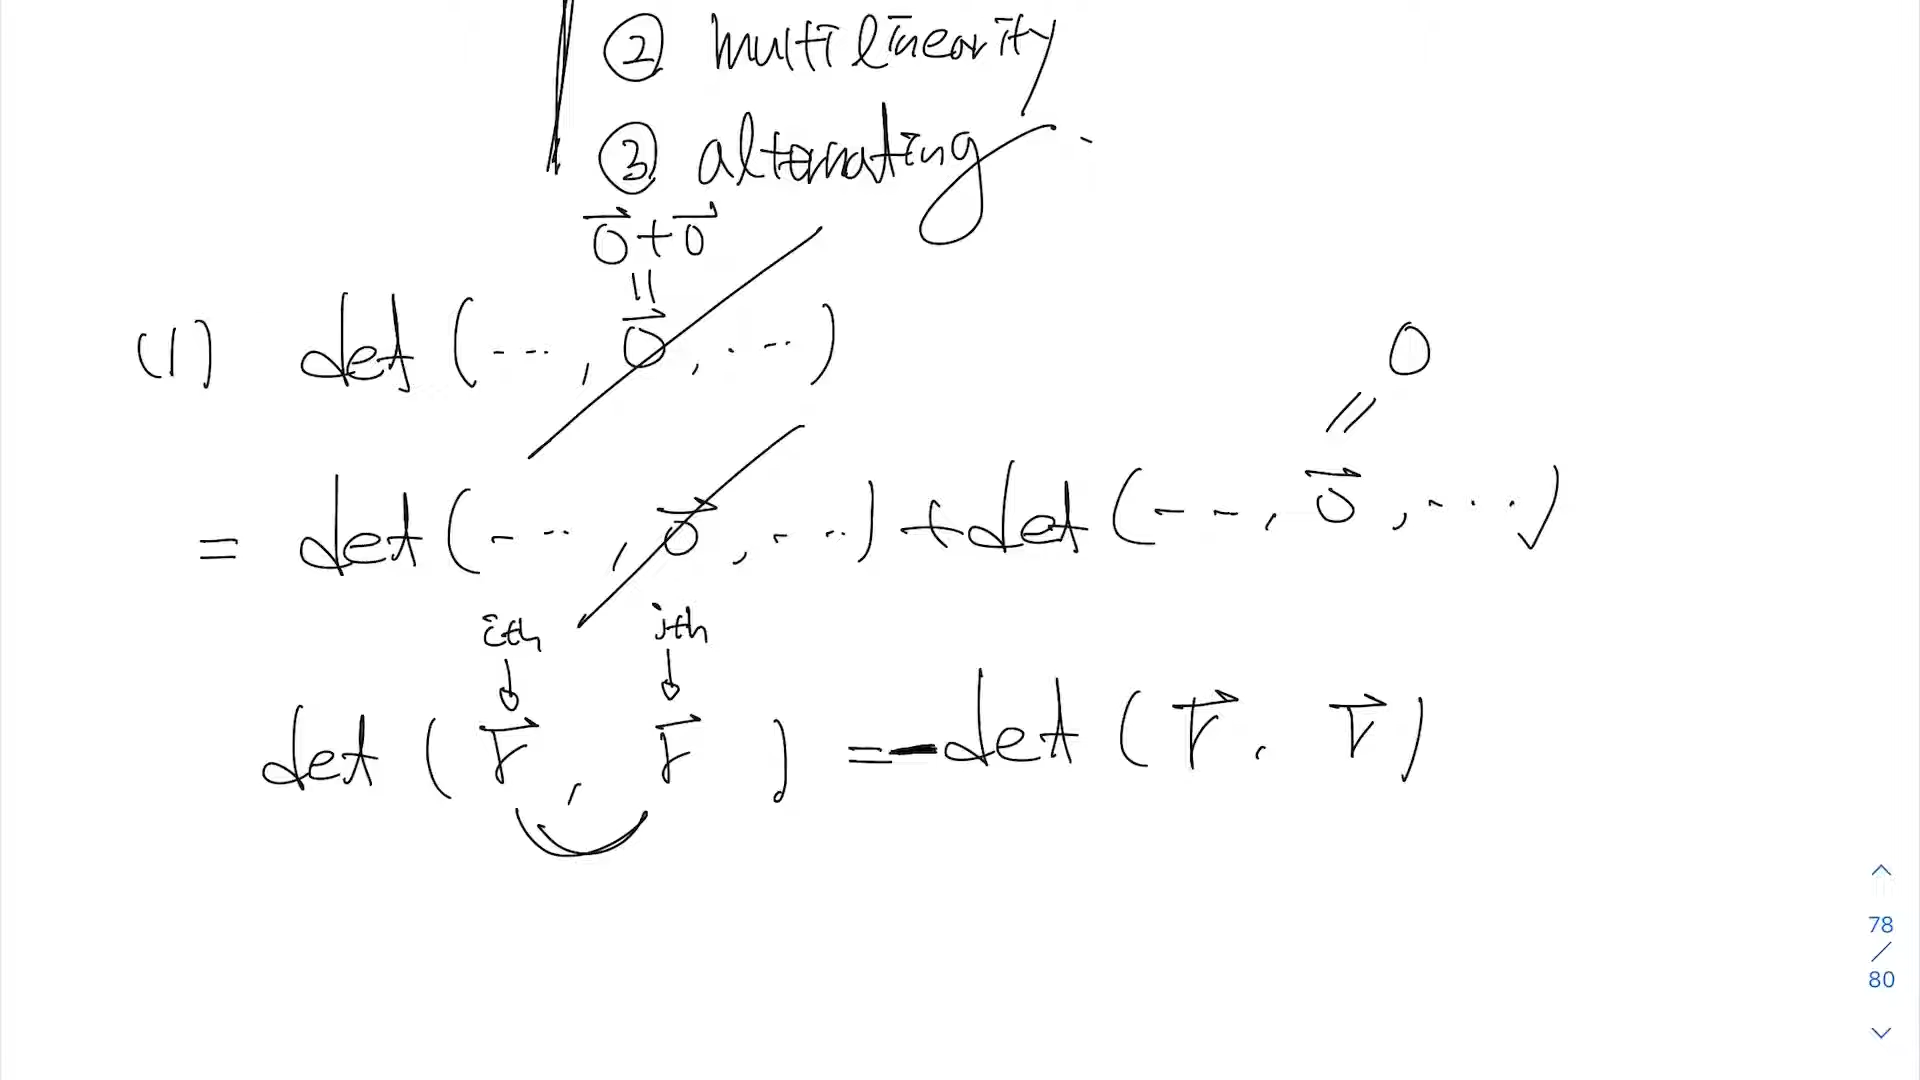 ② multilinearity
③ alternating
0⃗ + 0⃗
=
(1) det ( ---, 0⃗, --- )
0
=
= det ( ---, 0⃗, --- ) + det ( ---, 0⃗, ---- )
ith jth
↓ ↓
det ( r⃗, r⃗ ) = - det ( r⃗, r⃗ )
78
/
80